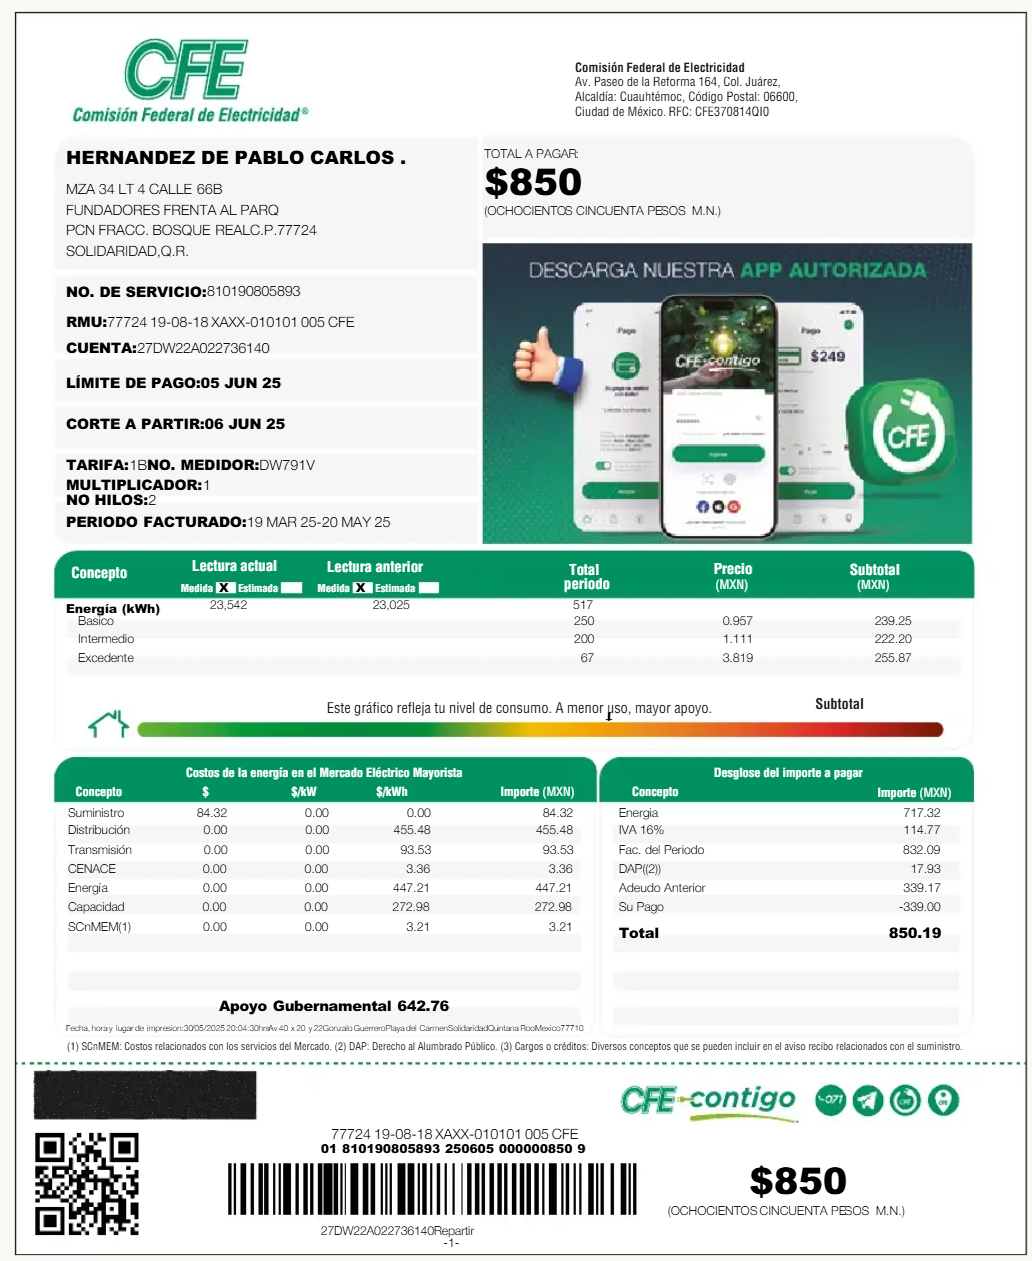 CFE
Comisión Federal de Electricidad®
Comisión Federal de Electricidad
Av. Paseo de la Reforma 164, Col. Juárez,
Alcaldía: Cuauhtémoc, Código Postal: 06600,
Ciudad de México. RFC: CFE370814QI0
HERNANDEZ DE PABLO CARLOS .
MZA 34 LT 4 CALLE 66B
FUNDADORES FRENTA AL PARQ
PCN FRACC. BOSQUE REALC.P.77724
SOLIDARIDAD,Q.R.
TOTAL A PAGAR:
$850
(OCHOCIENTOS CINCUENTA PESOS M.N.)
NO. DE SERVICIO:810190805893
RMU:77724 19-08-18 XAXX-010101 005 CFE
CUENTA:27DW22A022736140
LÍMITE DE PAGO:05 JUN 25
CORTE A PARTIR:06 JUN 25
TARIFA:1BNO. MEDIDOR:DW791V
MULTIPLICADOR:1
NO HILOS:2
PERIODO FACTURADO:19 MAR 25-20 MAY 25
DESCARGA NUESTRA APP AUTORIZADA
Pago
CFE contigo
Pago
$249
CFE
Concepto Lectura actual Lectura anterior Total periodo Precio (MXN) Subtotal (MXN)
Medida X Estimada Medida X Estimada
Energía (kWh) 23,542 23,025 517
Basico 250 0.957 239.25
Intermedio 200 1.111 222.20
Excedente 67 3.819 255.87
Este gráfico refleja tu nivel de consumo. A menor uso, mayor apoyo. Subtotal
Costos de la energía en el Mercado Eléctrico Mayorista
Concepto $ $/kW $/kWh Importe (MXN)
Suministro 84.32 0.00 0.00 84.32
Distribución 0.00 0.00 455.48 455.48
Transmisión 0.00 0.00 93.53 93.53
CENACE 0.00 0.00 3.36 3.36
Energía 0.00 0.00 447.21 447.21
Capacidad 0.00 0.00 272.98 272.98
SCnMEM(1) 0.00 0.00 3.21 3.21
Apoyo Gubernamental 642.76
Fecha, hora y lugar de impresion:30/05/2025 20:04:30hrsAv 40 x 20 y 22Gonzalo GuerreroPlaya del CarmenSolidaridadQuintana RooMexico77710
Desglose del importe a pagar
Concepto Importe (MXN)
Energia 717.32
IVA 16% 114.77
Fac. del Periodo 832.09
DAP((2)) 17.93
Adeudo Anterior 339.17
Su Pago -339.00
Total 850.19
(1) SCnMEM: Costos relacionados con los servicios del Mercado. (2) DAP: Derecho al Alumbrado Público. (3) Cargos o créditos: Diversos conceptos que se pueden incluir en el aviso recibo relacionados con el suministro.
CFE contigo 071
77724 19-08-18 XAXX-010101 005 CFE
01 810190805893 250605 000000850 9
27DW22A022736140Repartir
-1-
$850
(OCHOCIENTOS CINCUENTA PESOS M.N.)